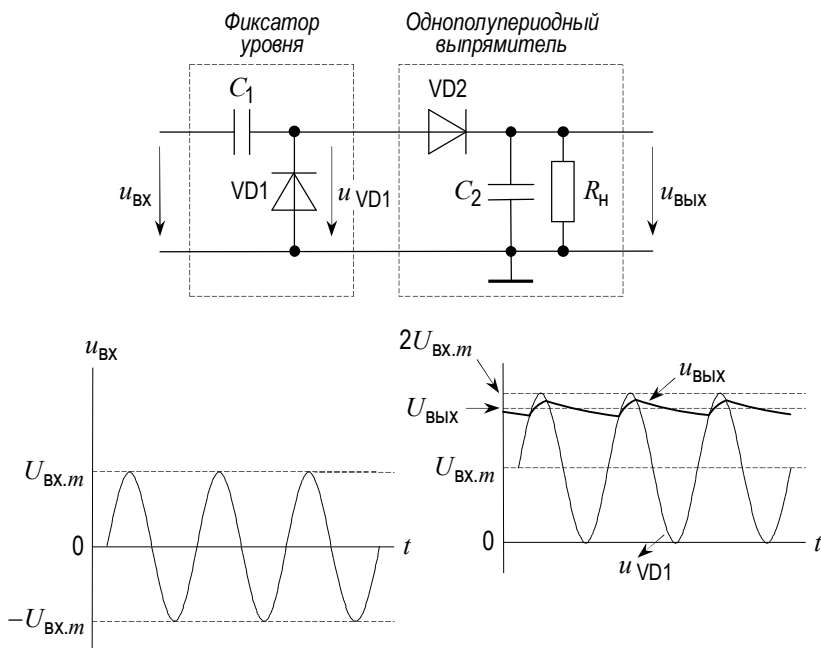 Фиксатор
уровня
Однополупериодный
выпрямитель
C1
VD2
uВХ
VD1
u VD1
C2
RН
uВЫХ
uВХ
UВХ.m
0
t
−UВХ.m
2UВХ.m
uВЫХ
UВЫХ
UВХ.m
0
t
u VD1